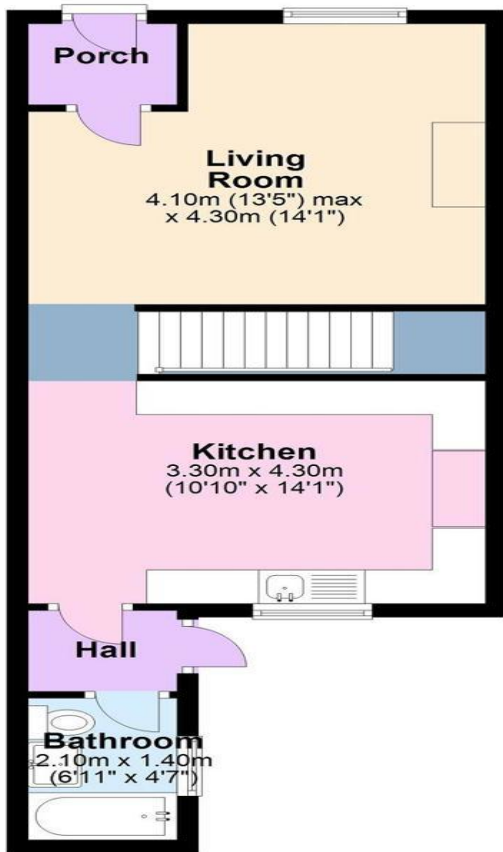 Porch
Living
Room
4.10m (13'5") max
x 4.30m (14'1")
Kitchen
3.30m x 4.30m
(10'10" x 14'1")
Hall
Bathroom
2.10m x 1.40m
(6'11" x 4'7")